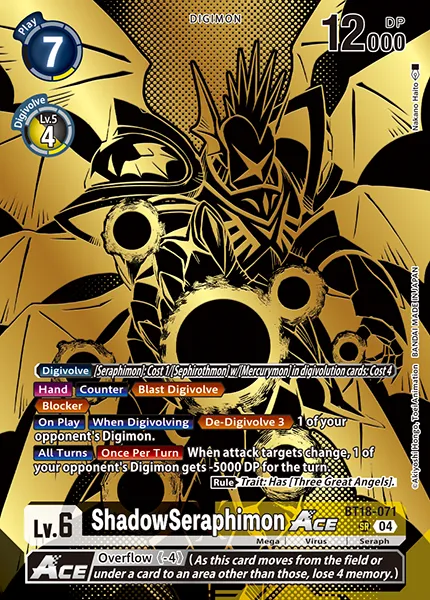 DIGIMON
Play
7
12000
DP
Digivolve
Lv.5
4
Nakano Haito
©Akiyoshi Hongo, Toei Animation BANDAI MADE IN JAPAN
Digivolve [Seraphimon]: Cost 1/[Sephirothmon] w/[Mercurymon] in digivolution cards: Cost 4
Hand Counter Blast Digivolve
Blocker
On Play When Digivolving De-Digivolve 3 1 of your
opponent's Digimon.
All Turns Once Per Turn When attack targets change, 1 of
your opponent's Digimon gets -5000 DP for the turn.
Rule Trait: Has [Three Great Angels].
BT18-071
Lv.6 ShadowSeraphimon ACE SR 04
Mega Virus Seraph
ACE Overflow 《-4》 (As this card moves from the field or
under a card to an area other than those, lose 4 memory.)